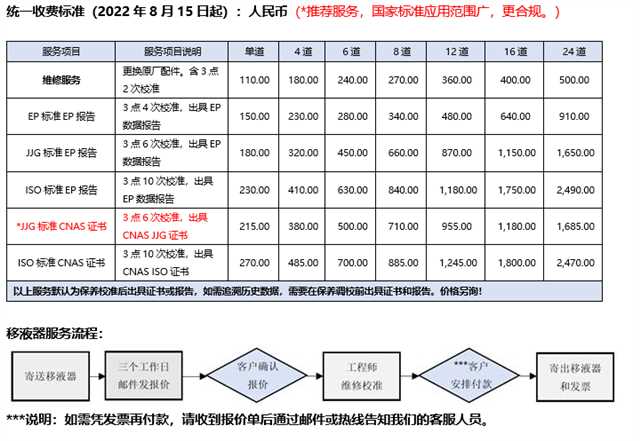 统一收费标准（2022 年 8 月 15 日起）：人民币（*推荐服务，国家标准应用范围广，更合规。）
服务项目 服务项目说明 单道 4 道 6 道 8 道 12 道 16 道 24 道
维修服务 更换原厂配件。含 3 点 110.00 180.00 240.00 270.00 360.00 400.00 500.00
2 次校准
EP 标准 EP 报告 3 点 4 次校准，出具 EP 150.00 230.00 280.00 340.00 480.00 640.00 910.00
数据报告
JJG 标准 EP 报告 3 点 6 次校准，出具 EP 180.00 320.00 450.00 660.00 870.00 1,150.00 1,650.00
数据报告
ISO 标准 EP 报告 3 点 10 次校准，出具 230.00 410.00 630.00 840.00 1,180.00 1,750.00 2,490.00
EP 数据报告
*JJG 标准 CNAS 证书 3 点 6 次校准，出具 215.00 380.00 500.00 710.00 955.00 1,180.00 1,685.00
CNAS JJG 证书
ISO 标准 CNAS 证书 3 点 10 次校准，出具 270.00 485.00 700.00 885.00 1,245.00 1,800.00 2,470.00
CNAS ISO 证书
以上服务默认为保养校准后出具证书或报告，如需追溯历史数据，需要在保养调校前出具证书和报告。价格另询！
移液器服务流程：
寄送移液器
三个工作日
邮件发报价
客户确认
报价
工程师
维修校准
***客户
安排付款
寄出移液器
和发票
***说明：如需凭发票再付款，请收到报价单后通过邮件或热线告知我们的客服人员。